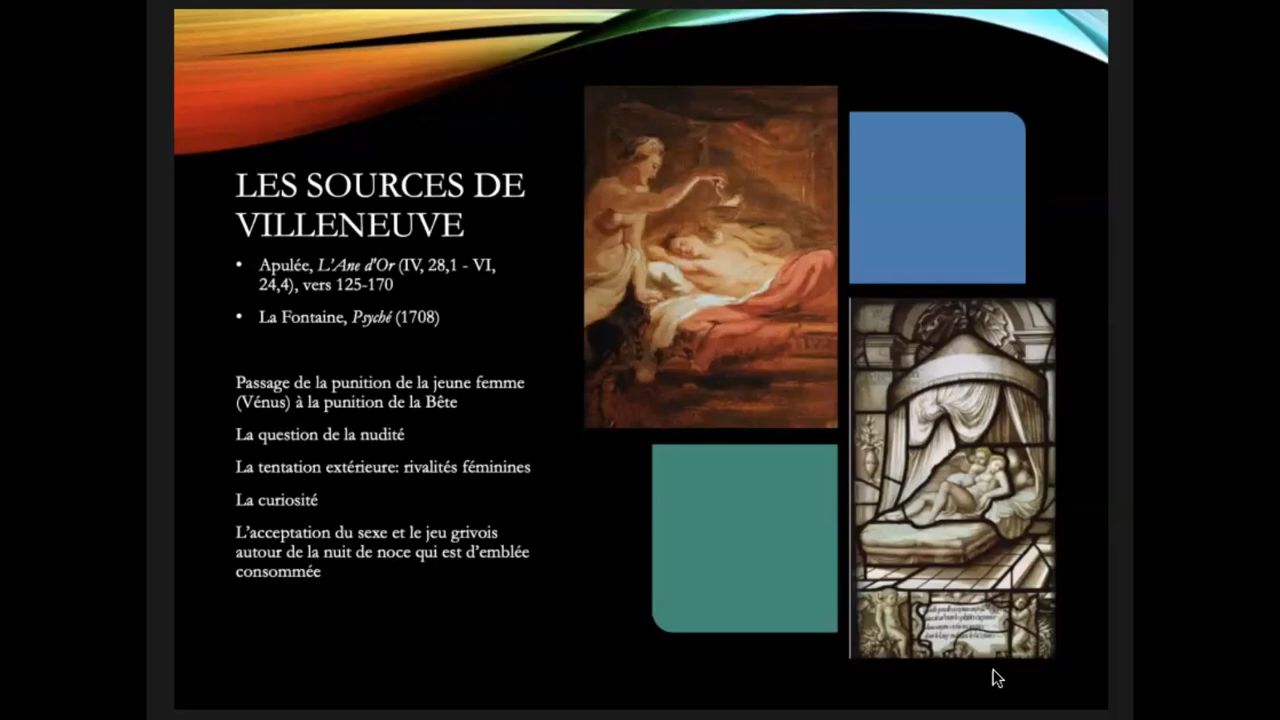 LES SOURCES DE
VILLENEUVE
• Apulée, L'Ane d'Or (IV, 28,1 - VI,
24,4), vers 125-170
• La Fontaine, Psyché (1708)
Passage de la punition de la jeune femme
(Vénus) à la punition de la Bête
La question de la nudité
La tentation extérieure: rivalités féminines
La curiosité
L'acceptation du sexe et le jeu grivois
autour de la nuit de noce qui est d'emblée
consommée